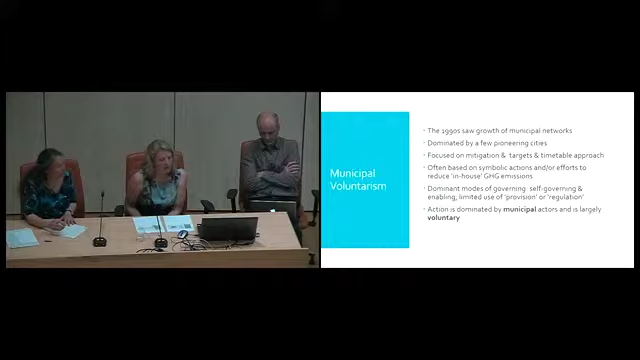 Municipal
Voluntarism
The 1990s saw growth of municipal networks
Dominated by a few pioneering cities
Focused on mitigation & targets & timetable approach
Often based on symbolic actions and/or efforts to
reduce 'in-house' GHG emissions
Dominant modes of governing: self-governing &
enabling; limited use of 'provision' or 'regulation'
Action is dominated by municipal actors and is largely
voluntary